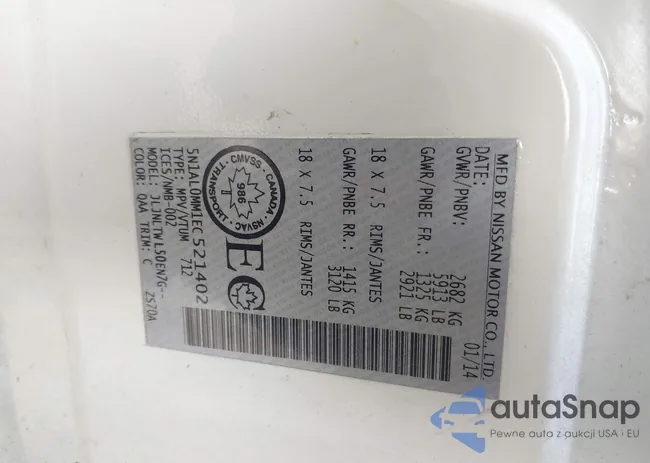 MFD BY NISSAN MOTOR CO., LTD.
DATE: 01/14
GVWR/PNBV: 2682 KG
5913 LB
GAWR/PNBE FR.: 1325 KG
2921 LB
18 X 7.5 RIMS/JANTES
GAWR/PNBE RR.: 1415 KG
3120 LB
18 X 7.5 RIMS/JANTES
CMVSS - CANADA - NSVAC
TRANSPORT
986
T
EC
5N1AL0MM1EC521402
TYPE: MPV/VTUM 712
ICES/NMB-002
COLOR: QAA TRIM: C Z570A
autaSnap
Pewne auta z aukcji USA i EU